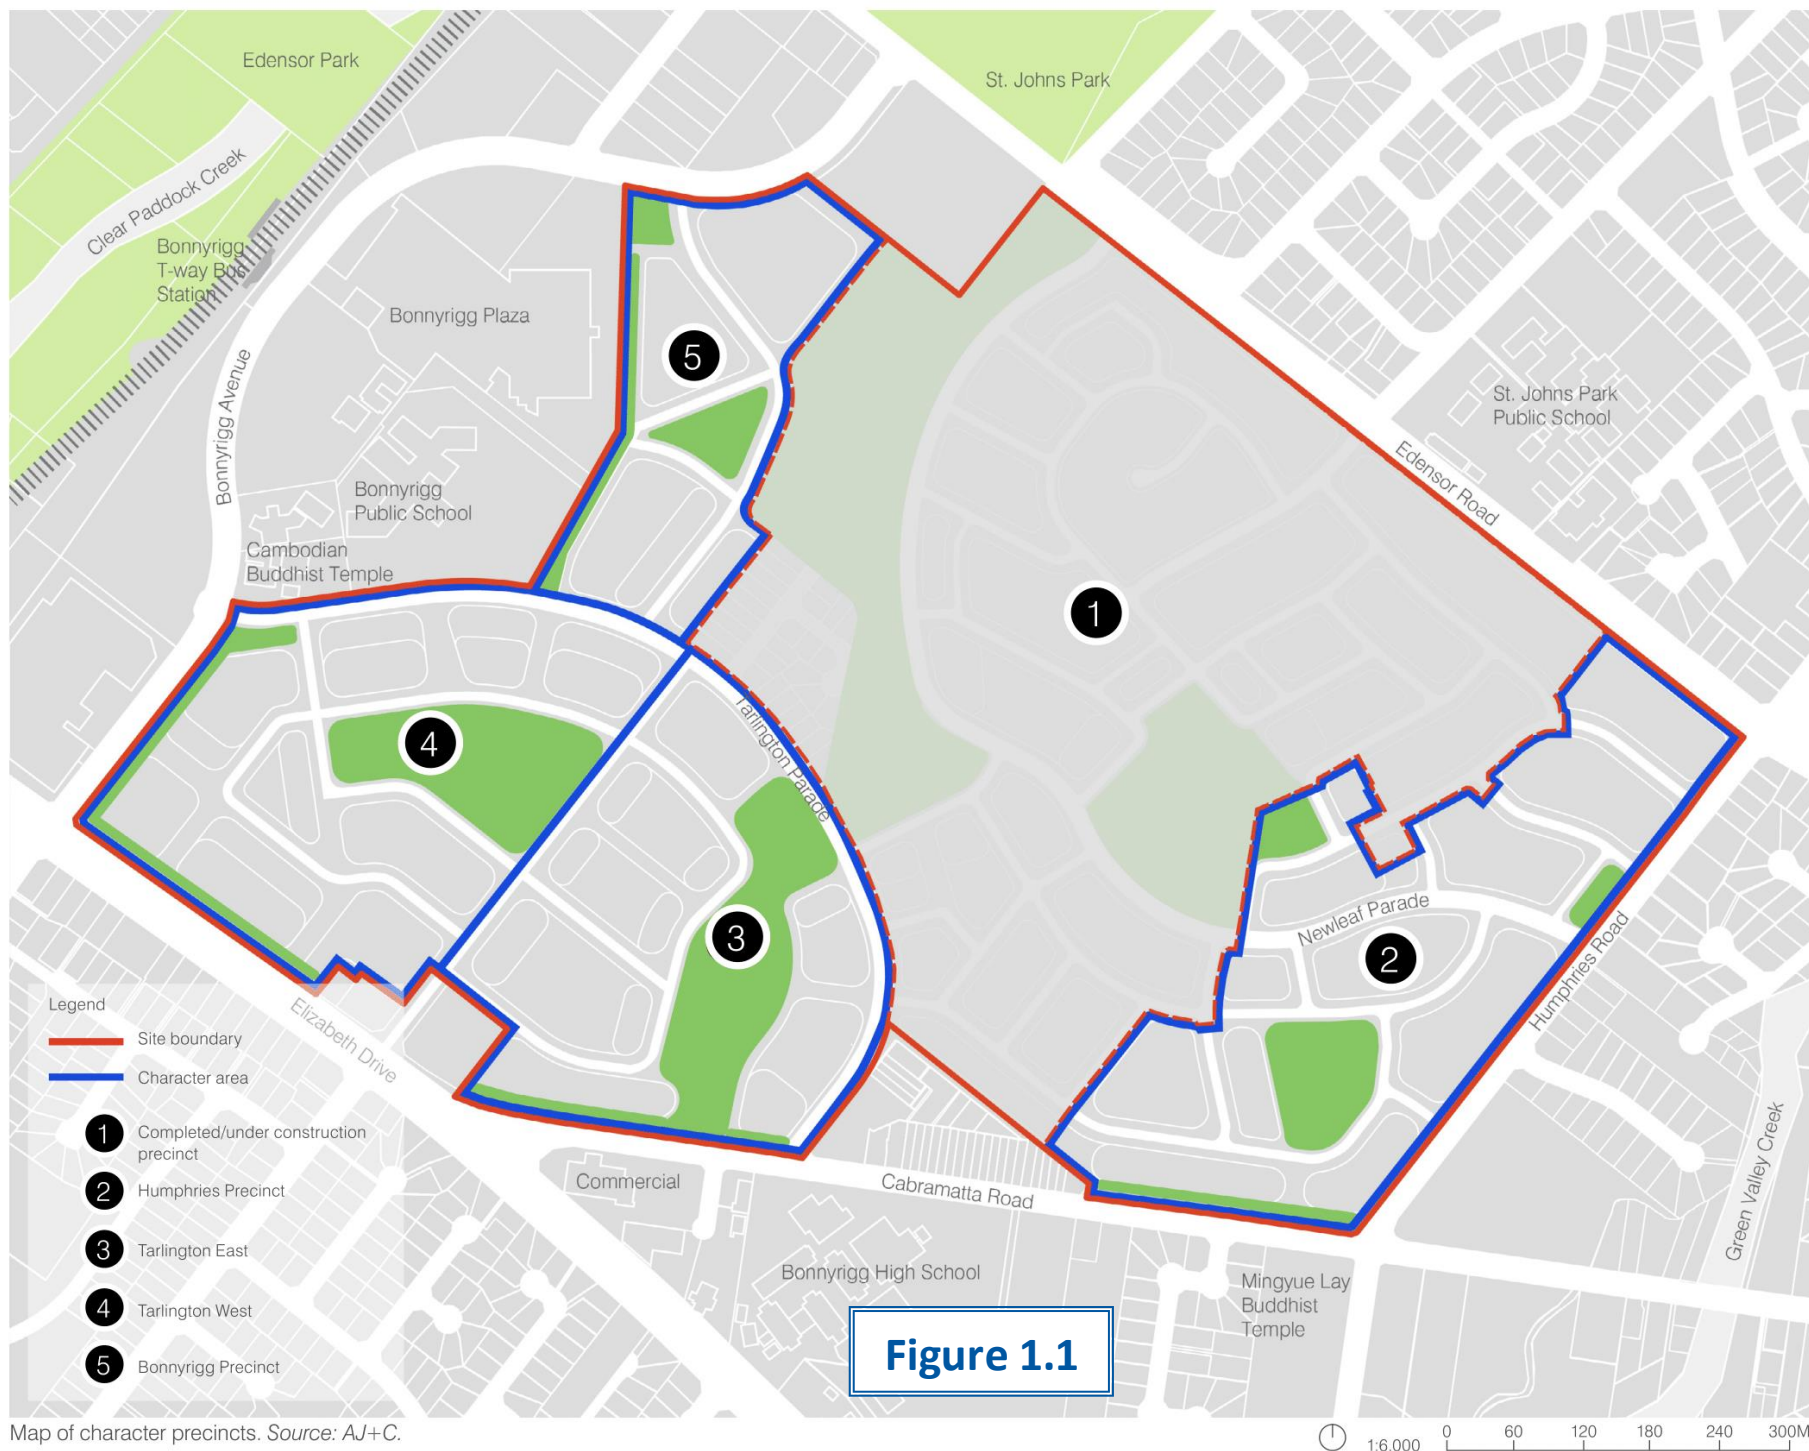 Edensor Park
St. Johns Park
Clear Paddock Creek
Bonnyrigg
T-way Bus
Station
Bonnyrigg Plaza
5
Bonnyrigg Avenue
St. Johns Park
Public School
Edensor Road
Bonnyrigg
Public School
Cambodian
Buddhist Temple
1
4
Tarlington Parade
3
Newleaf Parade
2
Humphries Road
Legend
Site boundary
Character area
1 Completed/under construction
precinct
2 Humphries Precinct
3 Tarlington East
4 Tarlington West
5 Bonnyrigg Precinct
Elizabeth Drive
Commercial
Cabramatta Road
Green Valley Creek
Bonnyrigg High School
Mingyue Lay
Buddhist
Temple
Figure 1.1
Map of character precincts. Source: AJ+C.
1:6.000
0 60 120 180 240 300M